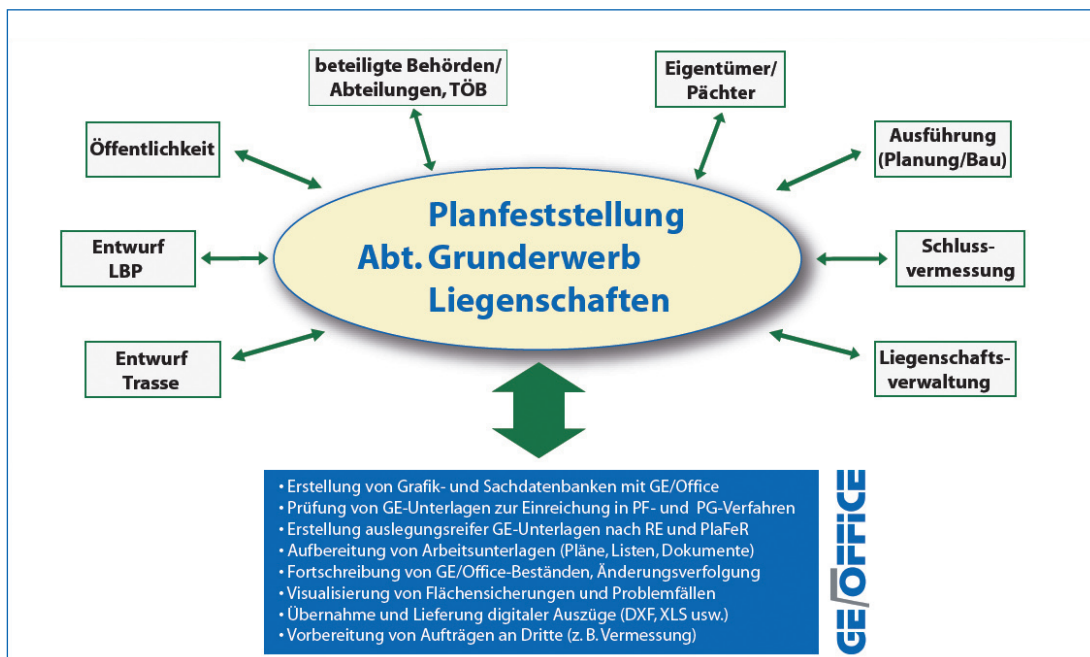 beteiligte Behörden/
Abteilungen, TÖB
Eigentümer/
Pächter
Öffentlichkeit
Ausführung
(Planung/Bau)
Planfeststellung
Abt. Grunderwerb
Liegenschaften
Entwurf
LBP
Schluss-
vermessung
Entwurf
Trasse
Liegenschafts-
verwaltung
• Erstellung von Grafik- und Sachdatenbanken mit GE/Office
• Prüfung von GE-Unterlagen zur Einreichung in PF- und PG-Verfahren
• Erstellung auslegungsreifer GE-Unterlagen nach RE und PlaFeR
• Aufbereitung von Arbeitsunterlagen (Pläne, Listen, Dokumente)
• Fortschreibung von GE/Office-Beständen, Änderungsverfolgung
• Visualisierung von Flächensicherungen und Problemfällen
• Übernahme und Lieferung digitaler Auszüge (DXF, XLS usw.)
• Vorbereitung von Aufträgen an Dritte (z. B. Vermessung)
GE/OFFiCE